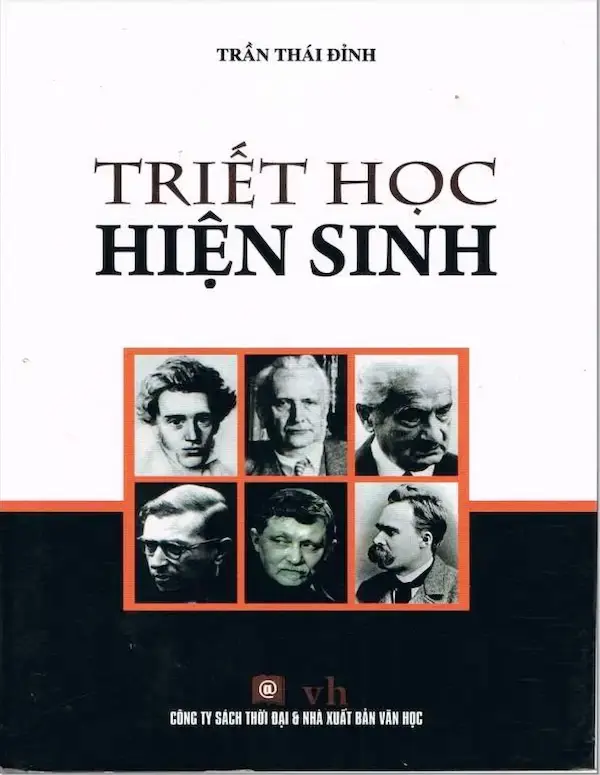 TRẦN THÁI ĐỈNH
TRIẾT HỌC
HIỆN SINH
@ vh
CÔNG TY SÁCH THỜI ĐẠI & NHÀ XUẤT BẢN VĂN HỌC